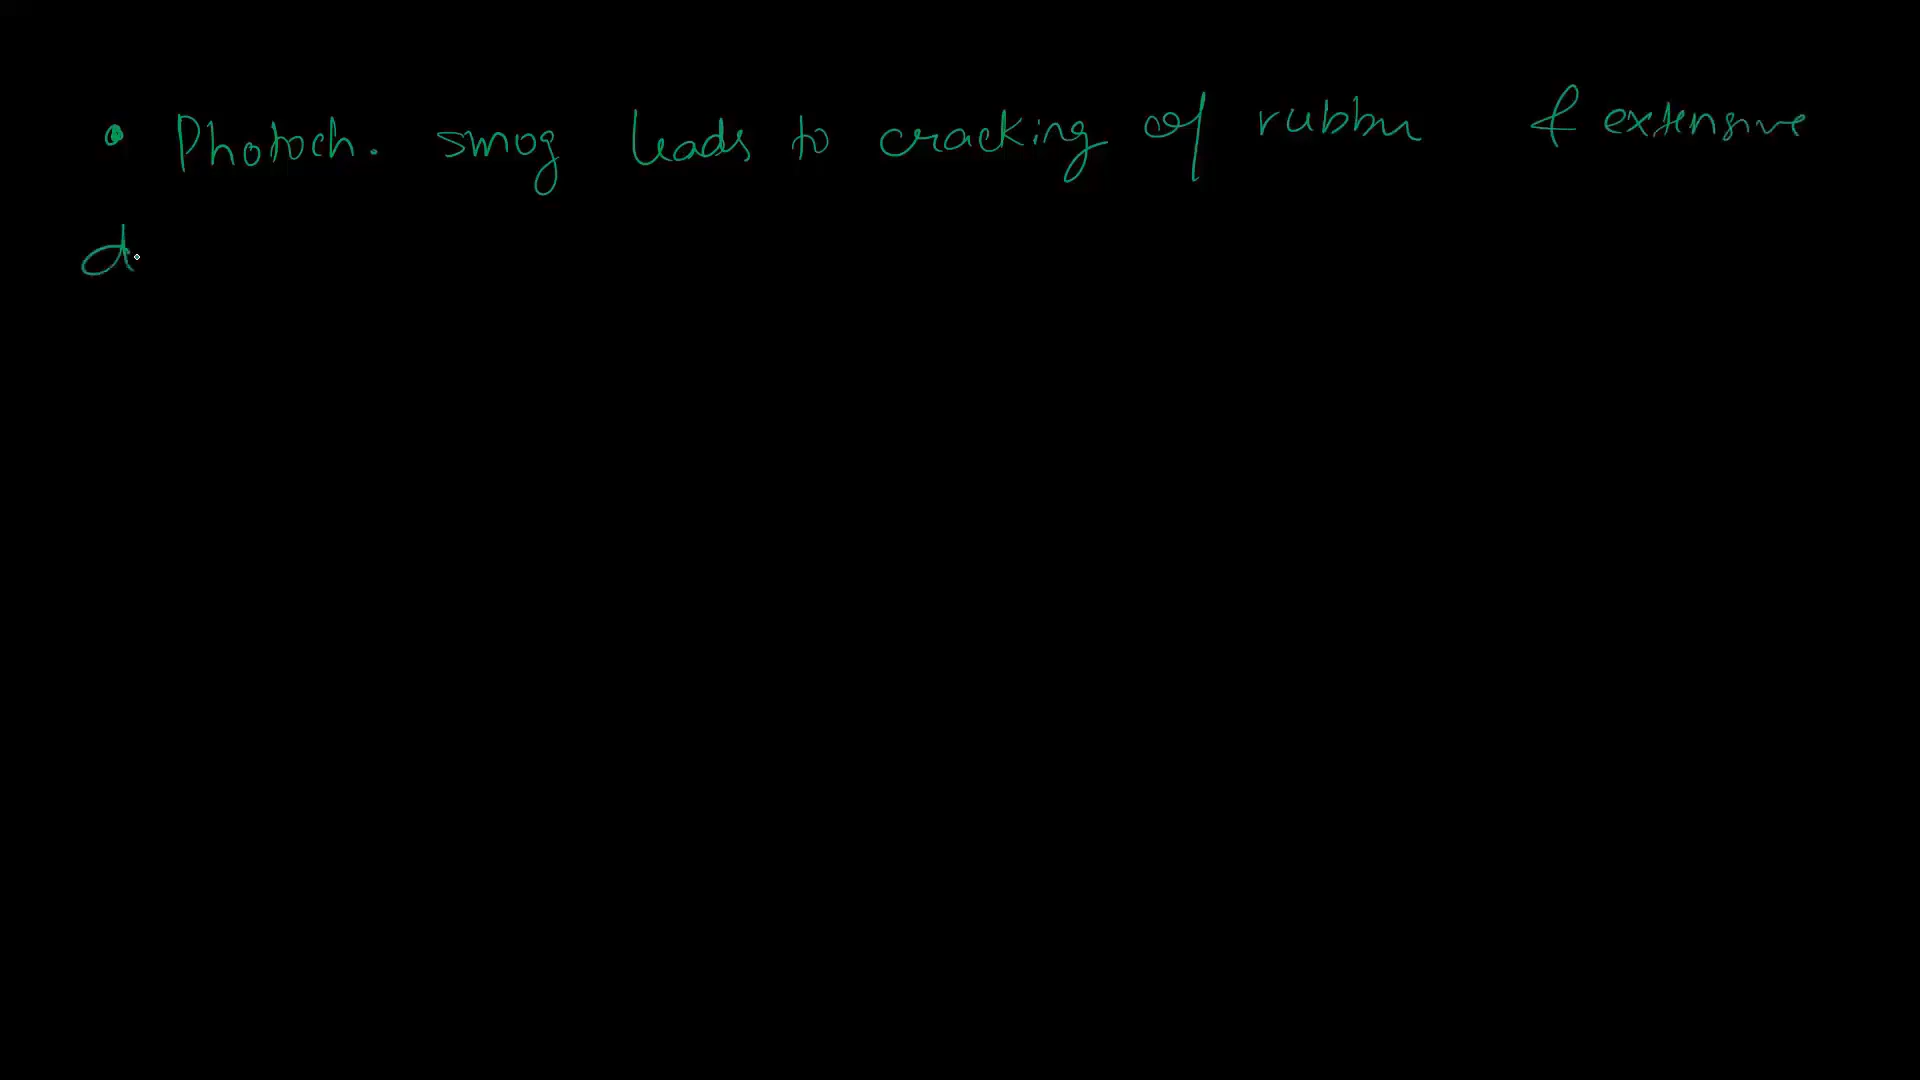 • Photoch. smog leads to cracking of rubber & extensive
d